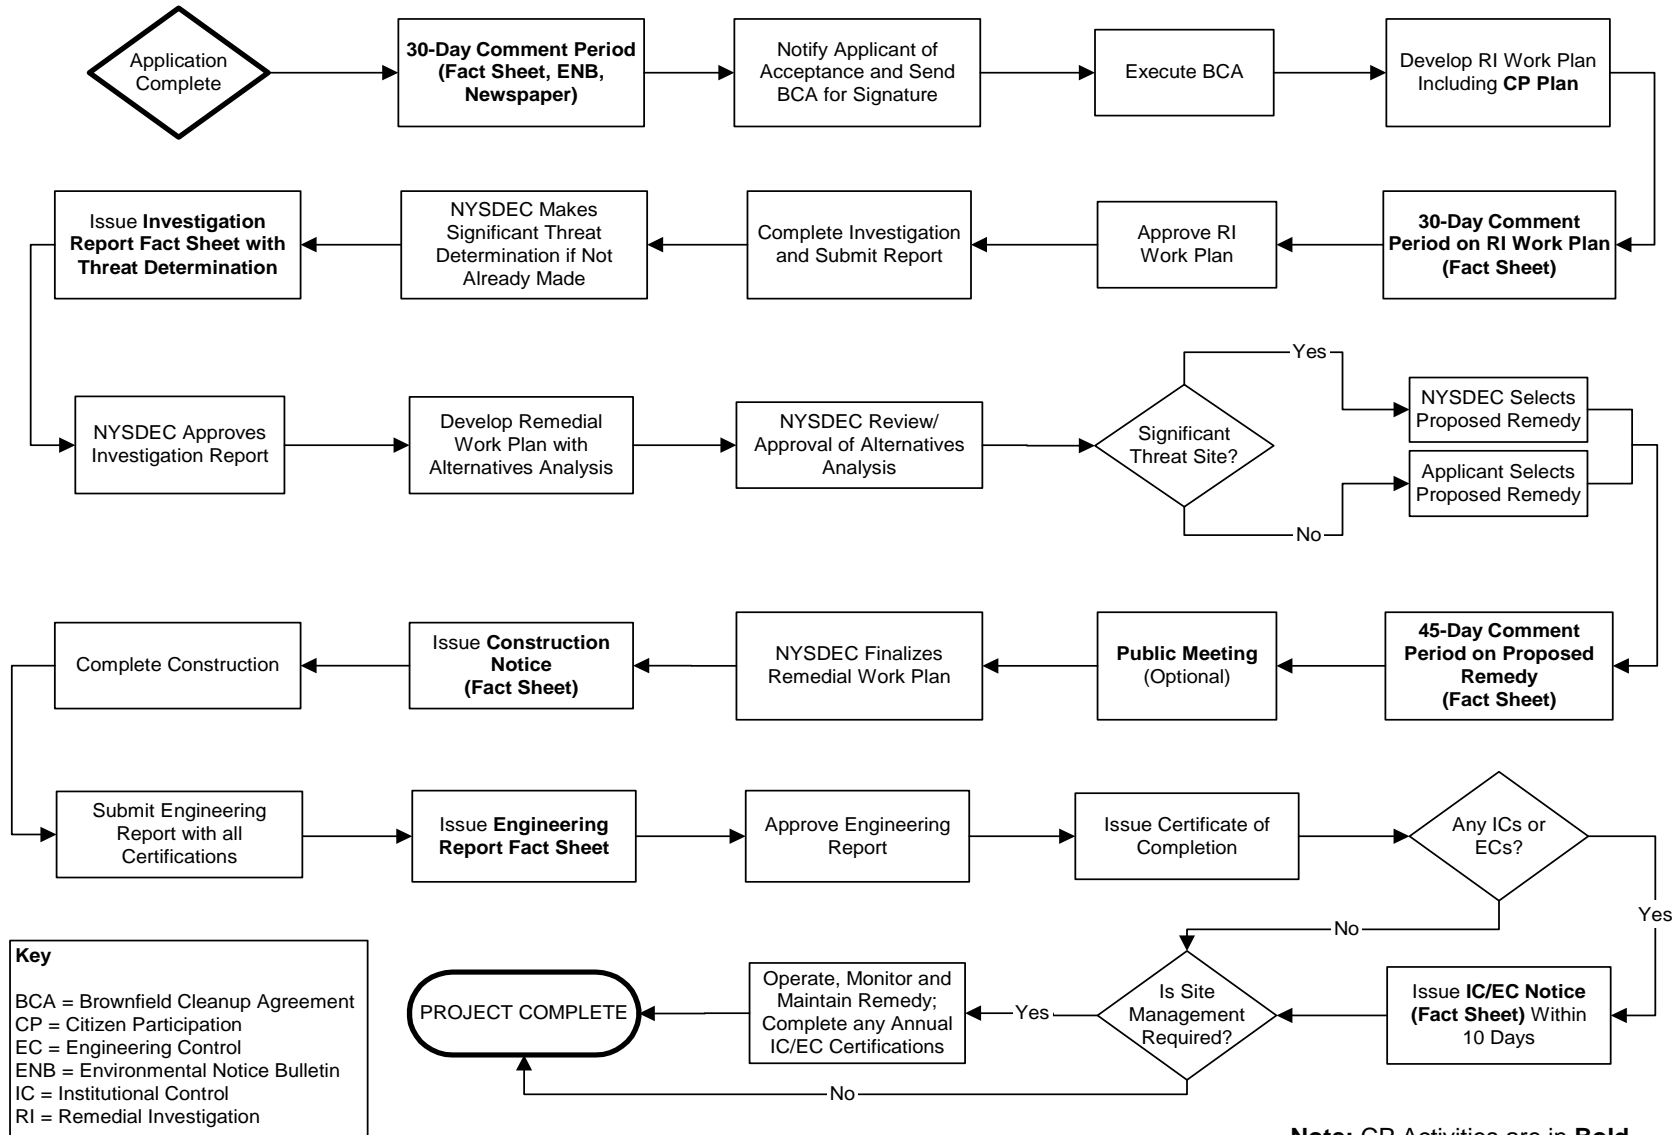 Application
Complete
30-Day Comment Period
(Fact Sheet, ENB,
Newspaper)
Notify Applicant of
Acceptance and Send
BCA for Signature
Execute BCA
Develop RI Work Plan
Including CP Plan
30-Day Comment
Period on RI Work Plan
(Fact Sheet)
Approve RI
Work Plan
Complete Investigation
and Submit Report
NYSDEC Makes
Significant Threat
Determination if Not
Already Made
Issue Investigation
Report Fact Sheet with
Threat Determination
NYSDEC Approves
Investigation Report
Develop Remedial
Work Plan with
Alternatives Analysis
NYSDEC Review/
Approval of Alternatives
Analysis
Significant
Threat Site?
Yes
NYSDEC Selects
Proposed Remedy
No
Applicant Selects
Proposed Remedy
45-Day Comment
Period on Proposed
Remedy
(Fact Sheet)
Public Meeting
(Optional)
NYSDEC Finalizes
Remedial Work Plan
Issue Construction
Notice
(Fact Sheet)
Complete Construction
Submit Engineering
Report with all
Certifications
Issue Engineering
Report Fact Sheet
Approve Engineering
Report
Issue Certificate of
Completion
Any ICs or
ECs?
Yes
No
Issue IC/EC Notice
(Fact Sheet) Within
10 Days
Is Site
Management
Required?
Yes
Operate, Monitor and
Maintain Remedy;
Complete any Annual
IC/EC Certifications
No
PROJECT COMPLETE
Key
BCA = Brownfield Cleanup Agreement
CP = Citizen Participation
EC = Engineering Control
ENB = Environmental Notice Bulletin
IC = Institutional Control
RI = Remedial Investigation
Note: CP Activities are in Bold